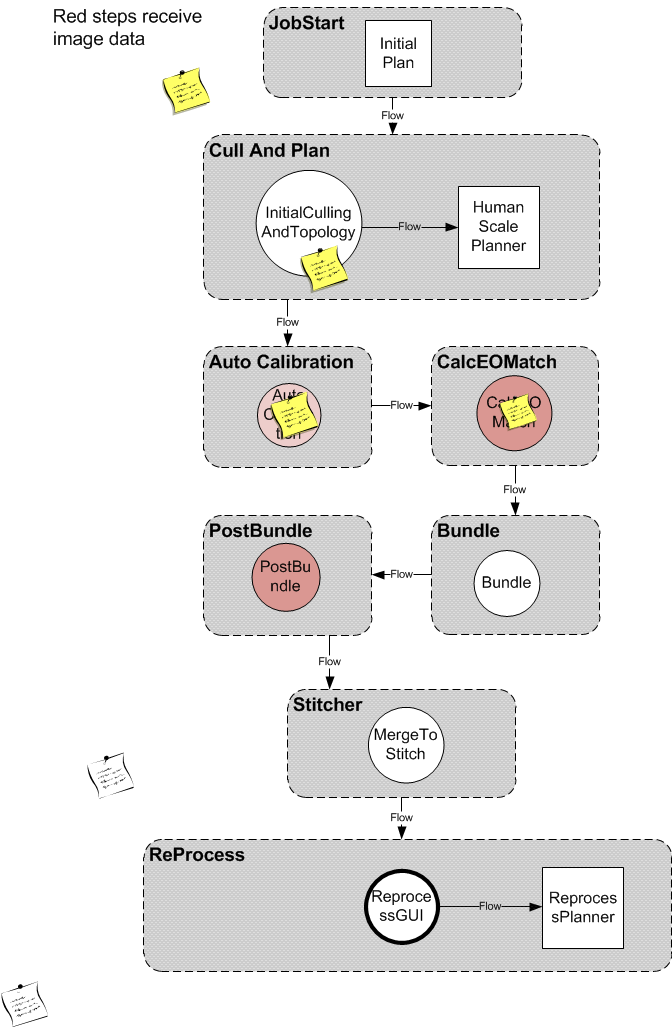 Red steps receive
image data
JobStart
Initial
Plan
Flow
Cull And Plan
InitialCulling
AndTopology
Flow
Human
Scale
Planner
Flow
Auto Calibration
Auto
tion
Flow
CalcEOMatch
Flow
PostBundle
PostBu
ndle
Flow
Bundle
Bundle
Flow
Stitcher
MergeTo
Stitch
Flow
ReProcess
Reproce
ssGUI
Flow
Reproces
sPlanner